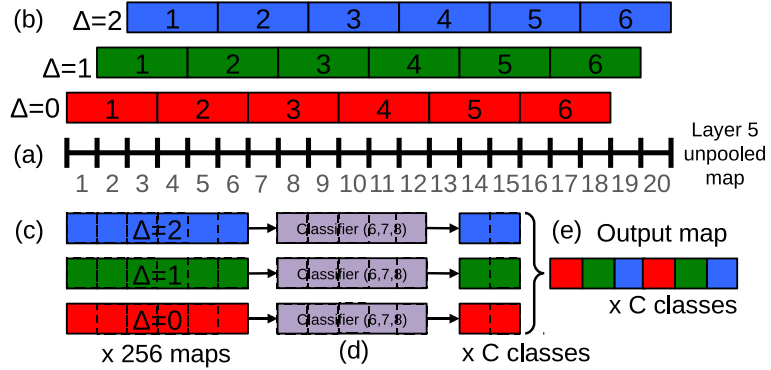 (b)
Δ=2 1 2 3 4 5 6
Δ=1 1 2 3 4 5 6
Δ=0 1 2 3 4 5 6
(a)
Layer 5
unpooled
map
1 2 3 4 5 6 7 8 9 10 11 12 13 14 15 16 17 18 19 20
(c)
Δ=2 Classifier (6,7,8)
Δ=1 Classifier (6,7,8)
Δ=0 Classifier (6,7,8)
x 256 maps
(d)
x C classes
(e)
Output map
x C classes